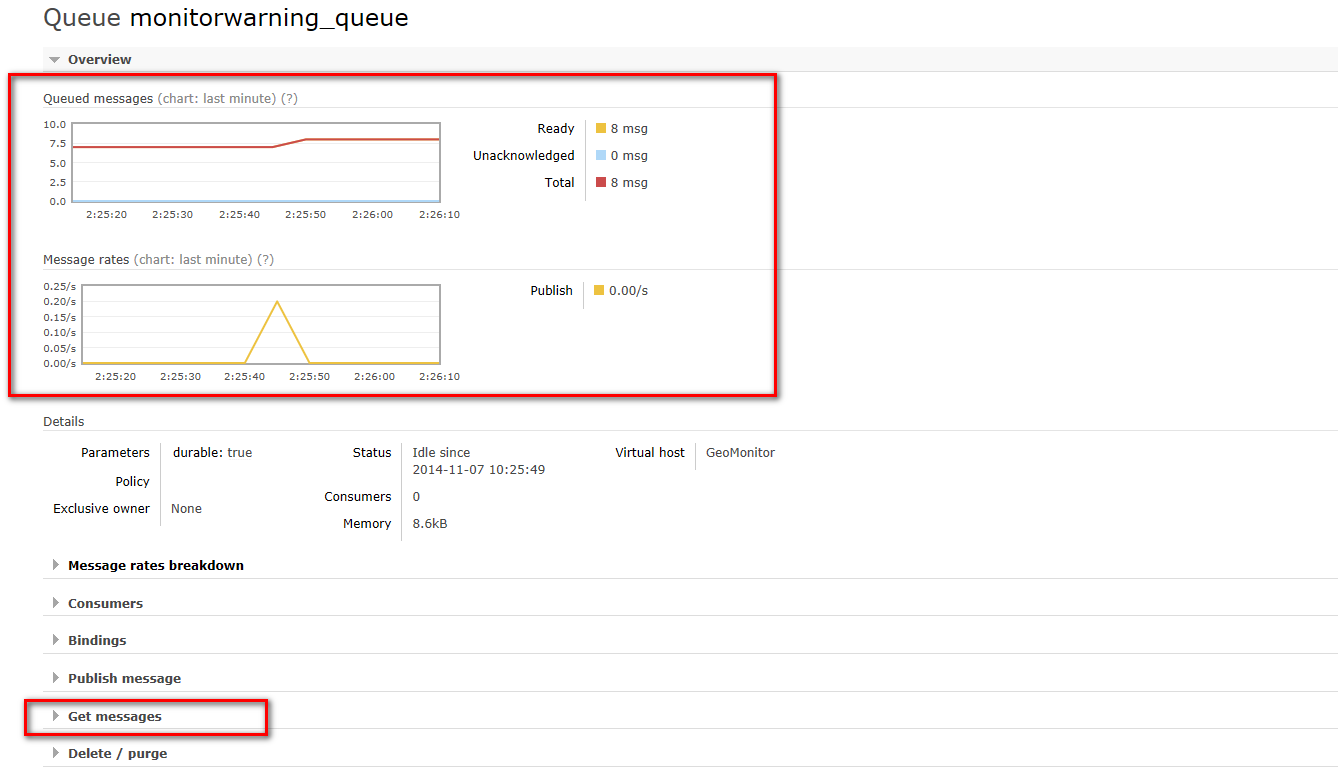 Queue monitorwarning_queue
Overview
Queued messages (chart: last minute) (?)
10.0
7.5
5.0
2.5
0.0
2:25:20 2:25:30 2:25:40 2:25:50 2:26:00 2:26:10
Ready 8 msg
Unacknowledged 0 msg
Total 8 msg
Message rates (chart: last minute) (?)
0.25/s
0.20/s
0.15/s
0.10/s
0.05/s
0.00/s
2:25:20 2:25:30 2:25:40 2:25:50 2:26:00 2:26:10
Publish 0.00/s
Details
Parameters durable: true
Policy
Exclusive owner None
Status Idle since
2014-11-07 10:25:49
Consumers 0
Memory 8.6kB
Virtual host GeoMonitor
Message rates breakdown
Consumers
Bindings
Publish message
Get messages
Delete / purge